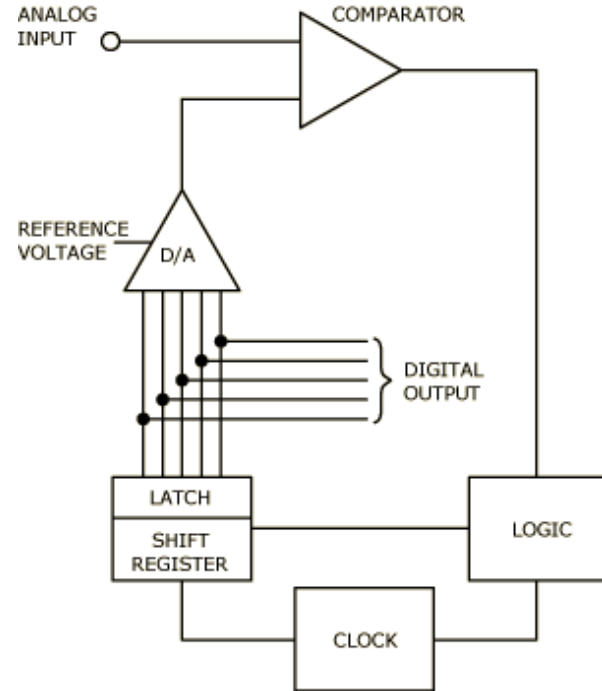 ANALOG
INPUT
COMPARATOR
REFERENCE
VOLTAGE
D/A
DIGITAL
OUTPUT
LATCH
SHIFT
REGISTER
LOGIC
CLOCK